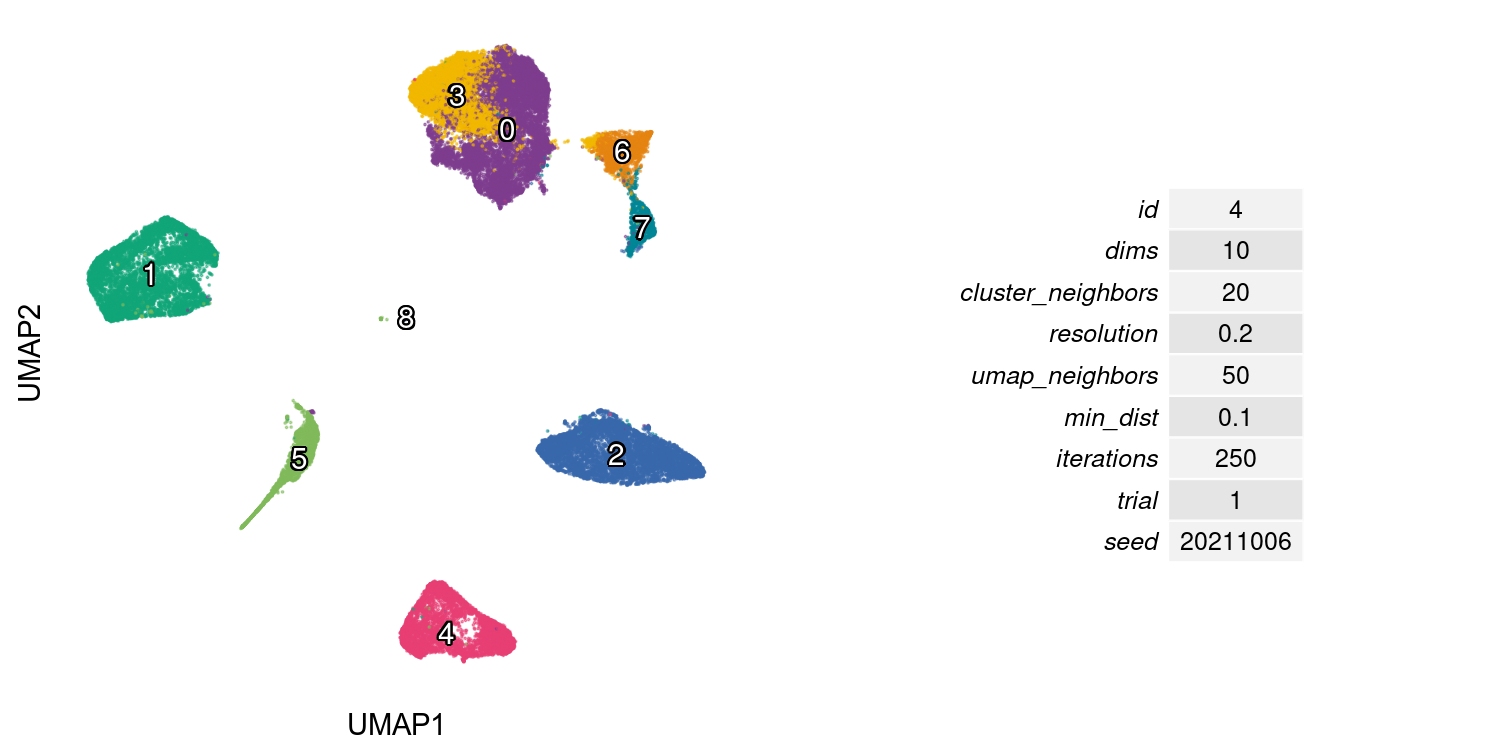 3
0
6
7
1
8
5
2
4
UMAP1
UMAP2
id 4
dims 10
cluster_neighbors 20
resolution 0.2
umap_neighbors 50
min_dist 0.1
iterations 250
trial 1
seed 20211006